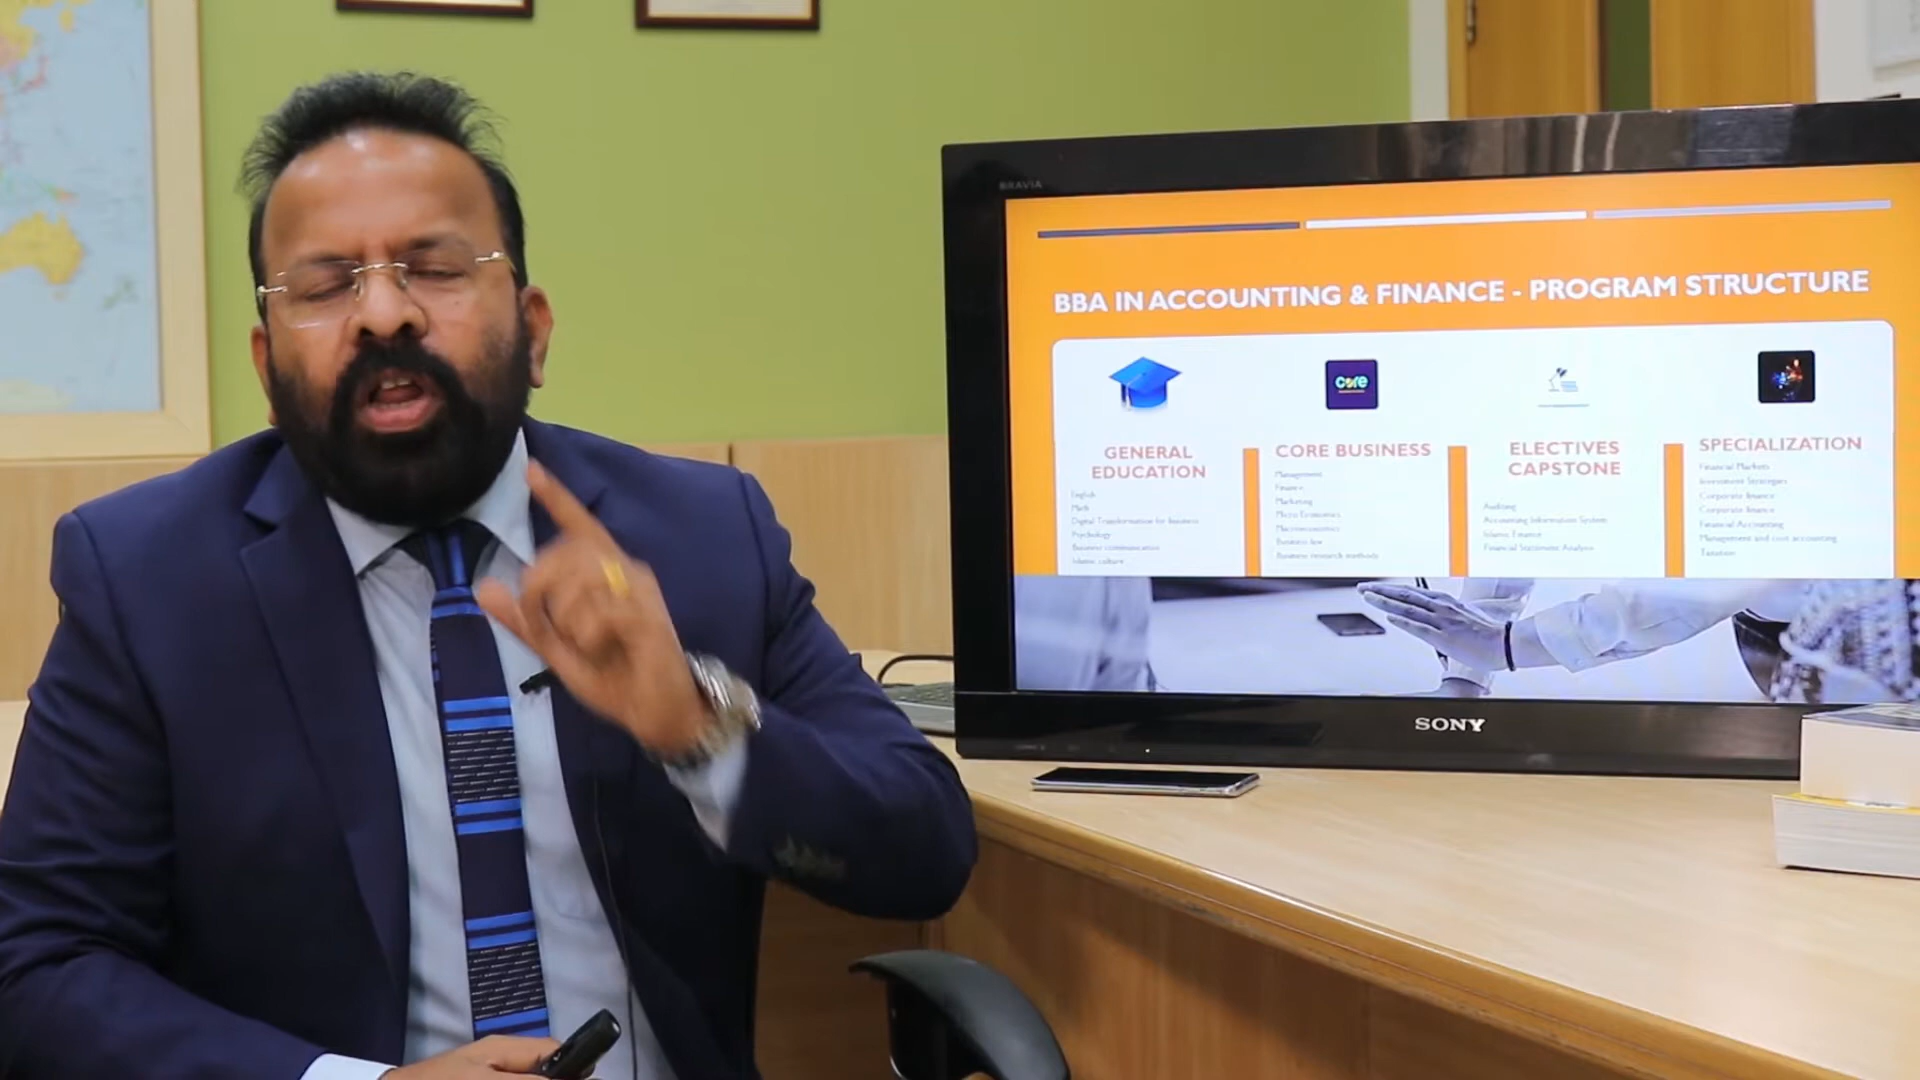 BRAVIA
BBA IN ACCOUNTING & FINANCE - PROGRAM STRUCTURE
core
GENERAL
EDUCATION
English
Math
Digital Transformation for business
Psychology
Business communication
Islamic culture
CORE BUSINESS
Management
Finance
Marketing
Micro Economics
Macroeconomics
Business law
Business research methods
ELECTIVES
CAPSTONE
Auditing
Accounting Information System
Islamic Finance
Financial Statement Analysis
SPECIALIZATION
Financial Markets
Investment Strategies
Corporate finance
Corporate finance
Financial Accounting
Management and cost accounting
Taxation
SONY